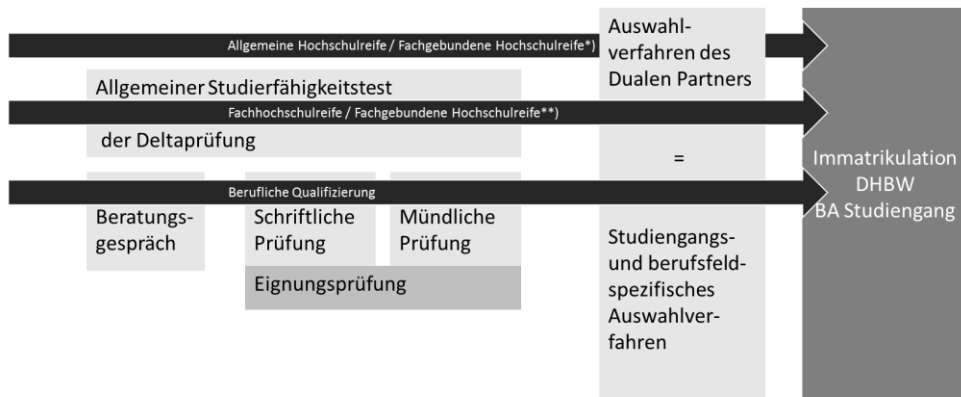 Allgemeine Hochschulreife / Fachgebundene Hochschulreife*)
Allgemeiner Studierfähigkeitstest
Fachhochschulreife / Fachgebundene Hochschulreife**)
der Deltaprüfung
Berufliche Qualifizierung
Beratungs-
gespräch
Schriftliche
Prüfung
Mündliche
Prüfung
Eignungsprüfung
Auswahl-
verfahren des
Dualen Partners
=
Studiengangs-
und berufsfeld-
spezifisches
Auswahlver-
fahren
Immatrikulation
DHBW
BA Studiengang